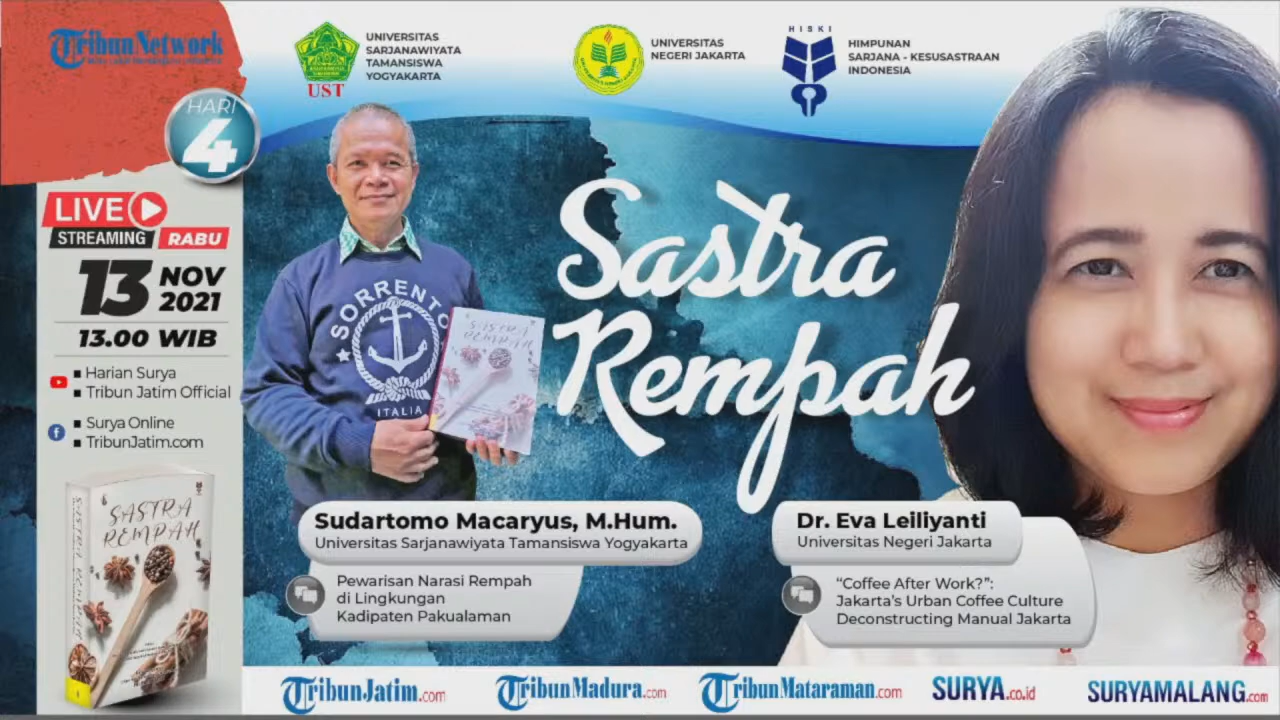 TribunNetwork
UNIVERSITAS
SARJANAWIYATA
TAMANSISWA
YOGYAKARTA
UST
UNIVERSITAS
NEGERI JAKARTA
HISKI
HIMPUNAN
SARJANA - KESUSASTRAAN
INDONESIA
HARI
4
LIVE
STREAMING RABU
13 NOV
2021
13.00 WIB
Harian Surya
Tribun Jatim Official
Surya Online
TribunJatim.com
SASTRA
REMPAH
SASTRA REMPAH
SORRENTO
ITALIA
SASTRA
REMPAH
Sastra
Rempah
Sudartomo Macaryus, M.Hum.
Universitas Sarjanawiyata Tamansiswa Yogyakarta
Pewarisan Narasi Rempah
di Lingkungan
Kadipaten Pakualaman
Dr. Eva Leiliyanti
Universitas Negeri Jakarta
“Coffee After Work?”:
Jakarta’s Urban Coffee Culture
Deconstructing Manual Jakarta
TribunJatim.com
TribunMadura.com
TribunMataraman.com
SURYA.co.id
SURYAMALANG.com